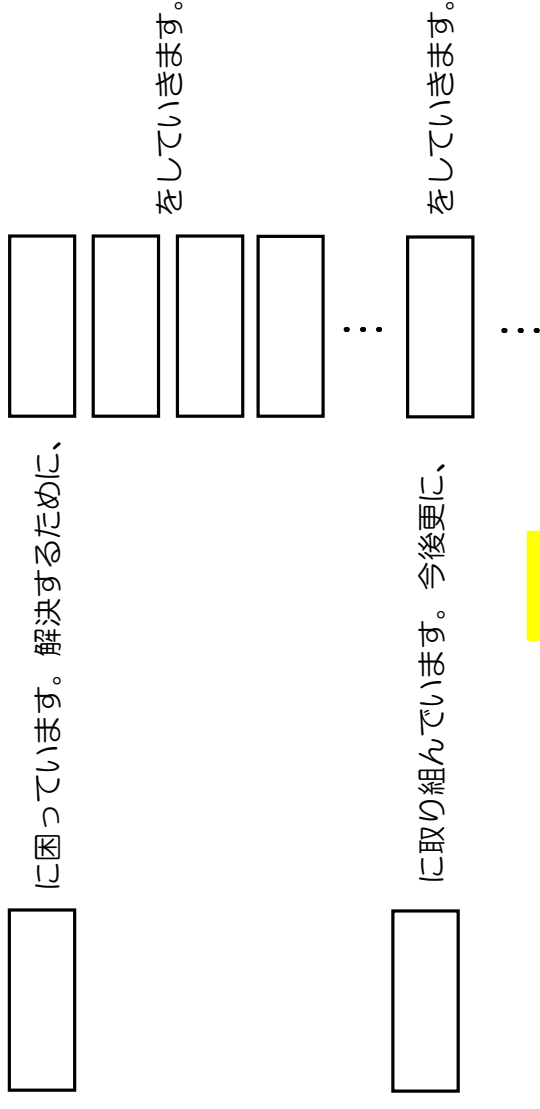 に困っています。解決するために、
をしていきます。
…
に取り組んでいます。今後更に、
をしていきます。
…